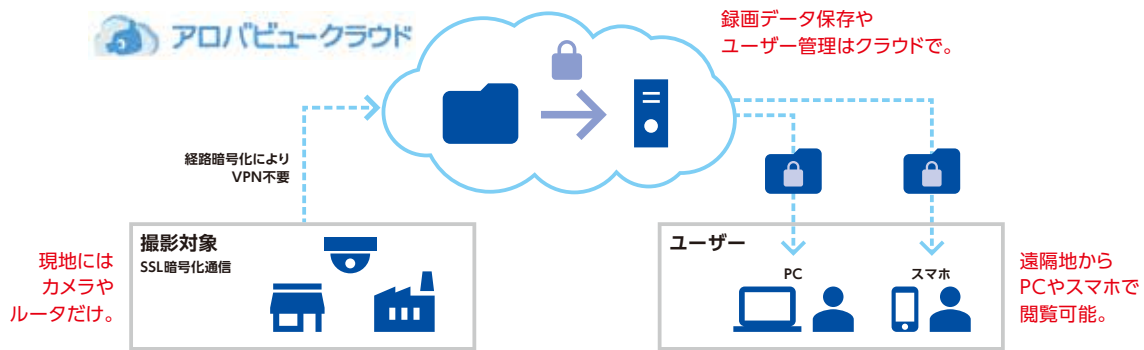 アロバビュークラウド
録画データ保存や
ユーザー管理はクラウドで。
経路暗号化により
VPN不要
撮影対象
SSL暗号化通信
現地には
カメラや
ルータだけ。
ユーザー
PC
スマホ
遠隔地から
PCやスマホで
閲覧可能。